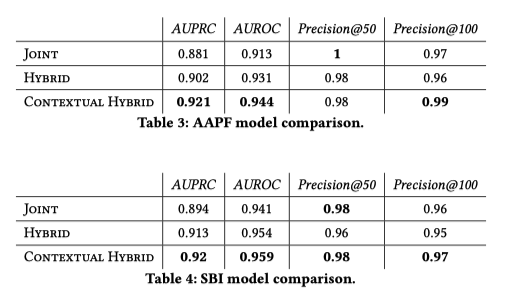 AUPRC AUROC Precision@50 Precision@100
JOINT 0.881 0.913 1 0.97
HYBRID 0.902 0.931 0.98 0.96
CONTEXTUAL HYBRID 0.921 0.944 0.98 0.99
Table 3: AAPF model comparison.
AUPRC AUROC Precision@50 Precision@100
JOINT 0.894 0.941 0.98 0.96
HYBRID 0.913 0.954 0.96 0.95
CONTEXTUAL HYBRID 0.92 0.959 0.98 0.97
Table 4: SBI model comparison.